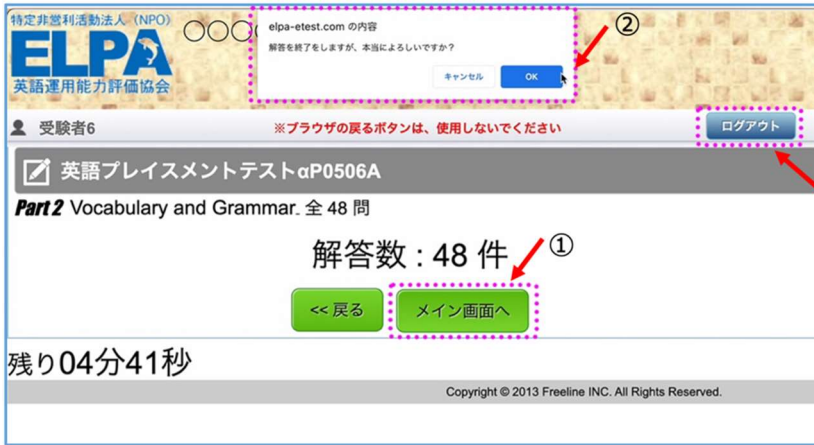 特定非営利活動法人（NPO）
ELPA
英語運用能力評価協会
〇〇〇
elpa-etest.com の内容
解答を終了をしますが、本当によろしいですか？
キャンセル
OK
②
受験者6
※ブラウザの戻るボタンは、使用しないでください
ログアウト
英語プレイスメントテストαP0506A
Part 2 Vocabulary and Grammar. 全 48 問
解答数 : 48 件
①
<< 戻る
メイン画面へ
残り04分41秒
Copyright © 2013 Freeline INC. All Rights Reserved.